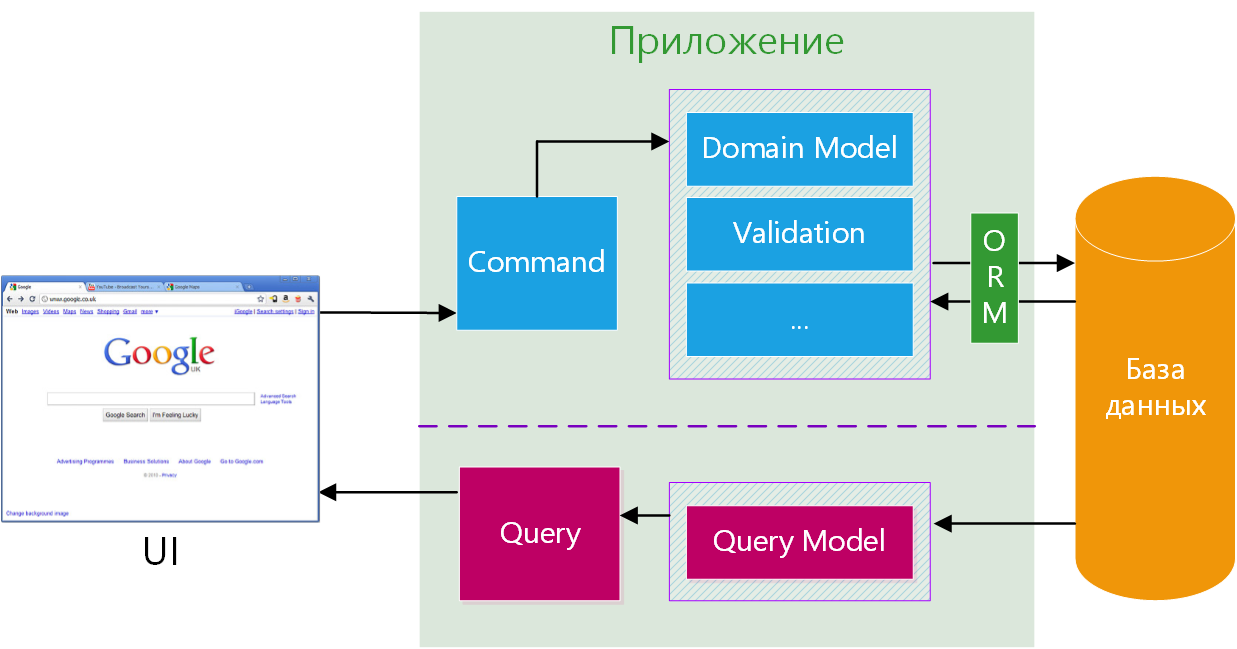 Приложение
Domain Model
Validation
...
Command
O
R
M
База
данных
Google
YouTube - Broadcast Yours...
Google Maps
www.google.co.uk
Web Images Videos Maps News Shopping Gmail more ▾
iGoogle | Search settings | Sign in
Google
UK
Advanced Search
Language Tools
Google Search
I'm Feeling Lucky
Advertising Programmes Business Solutions About Google Go to Google.com
© 2010 - Privacy
Change background image
UI
Query
Query Model